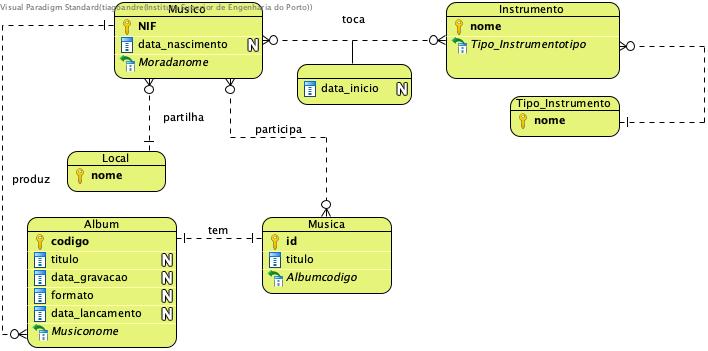 Visual Paradigm Standard(tiagoandre(Instituto Superior de Engenharia do Porto))
Musico
NIF
data_nascimento N
Moradanome
toca
data_inicio N
Instrumento
nome
Tipo_Instrumentotipo
Tipo_Instrumento
nome
partilha
participa
Local
nome
produz
Album
codigo
titulo N
data_gravacao N
formato N
data_lancamento N
Musiconome
tem
Musica
id
titulo
Albumcodigo